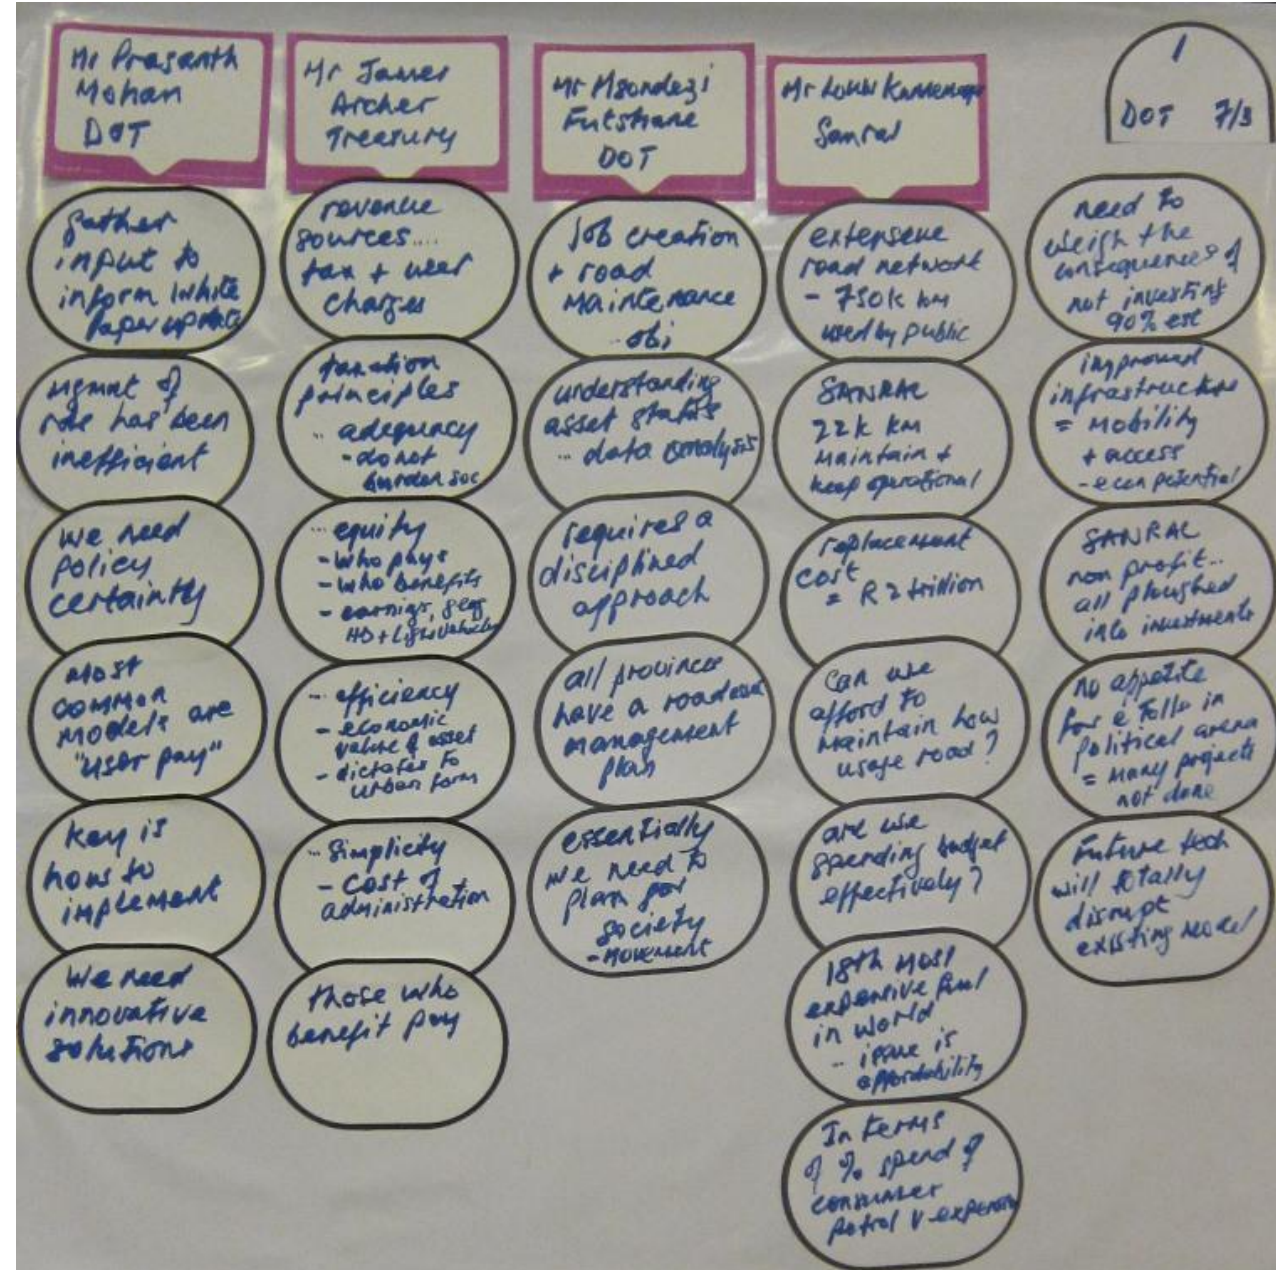 Mr Prasanth
Mohan
DOT
gather
input to
inform White
Paper update
mgmnt of
rds has been
inefficient
we need
policy
certainty
most
common
models are
"user pay"
key is
how to
implement
we need
innovative
solutions
Mr James
Archer
Treasury
revenue
sources....
tax + user
charges
taxation
principles
... adequacy
- do not
burden soc
... equity
- who pays
- who benefits
- earnings, geog
HD + light vehicles
... efficiency
- economic
value of asset
- dictates to
urban form
... simplicity
- cost of
administration
those who
benefit pay
Mr Msondezi
Futshane
DOT
job creation
+ road
maintenance
.. obj
understanding
asset status
... data analysis
requires a
disciplined
approach
all provinces
have a road
management
plan
essentially
we need to
plan for
society
- movement
Mr Louw
Sanral
extensive
road network
- 750k km
used by public
SANRAL
22k km
maintain +
keep operational
replacement
cost
= R2 trillion
can we
afford to
maintain how
usage road?
are we
spending budget
effectively?
18th most
expensive fuel
in world
... issue is
affordability
In terms
of % spend of
consumer
petrol v-expensive
1
DOT 7/3
need to
weigh the
consequences of
not investing
90% est
improved
infrastructure
= mobility
+ access
- econ potential
SANRAL
non profit...
all ploughed
into investments
no appetite
for e Tolls in
political arena
= many projects
not done
Future tech
will totally
disrupt
existing model